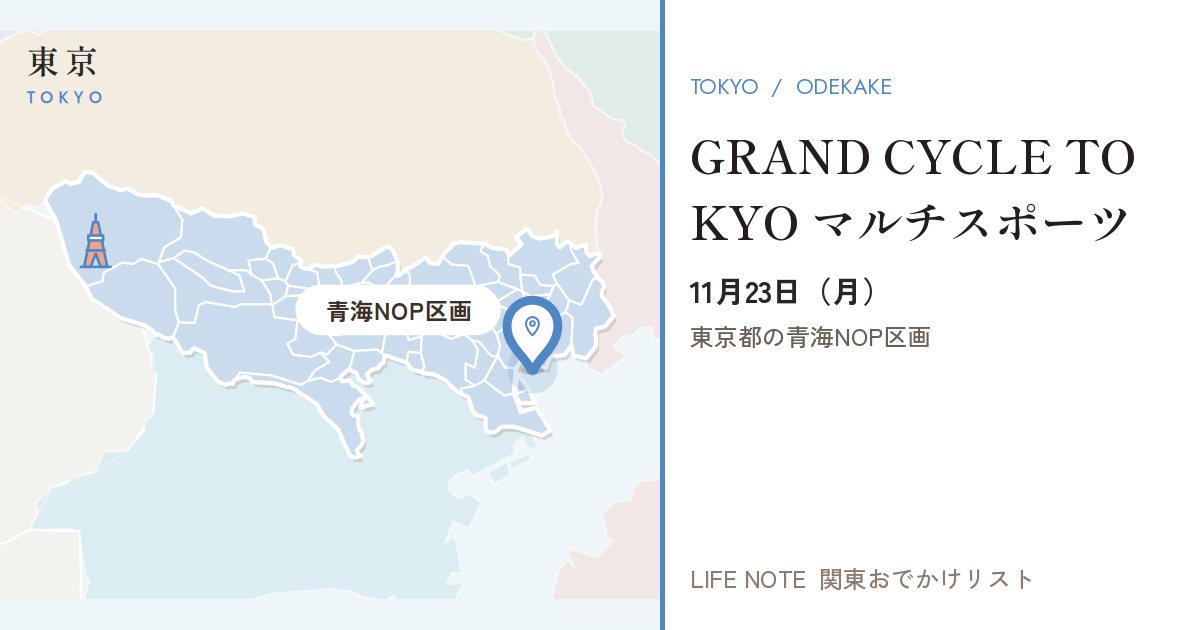 東京
TOKYO
青海NOP区画
TOKYO / ODEKAKE
GRAND CYCLE TO
KYO マルチスポーツ
11月23日（月）
東京都の青海NOP区画
LIFE NOTE 関東おでかけリスト